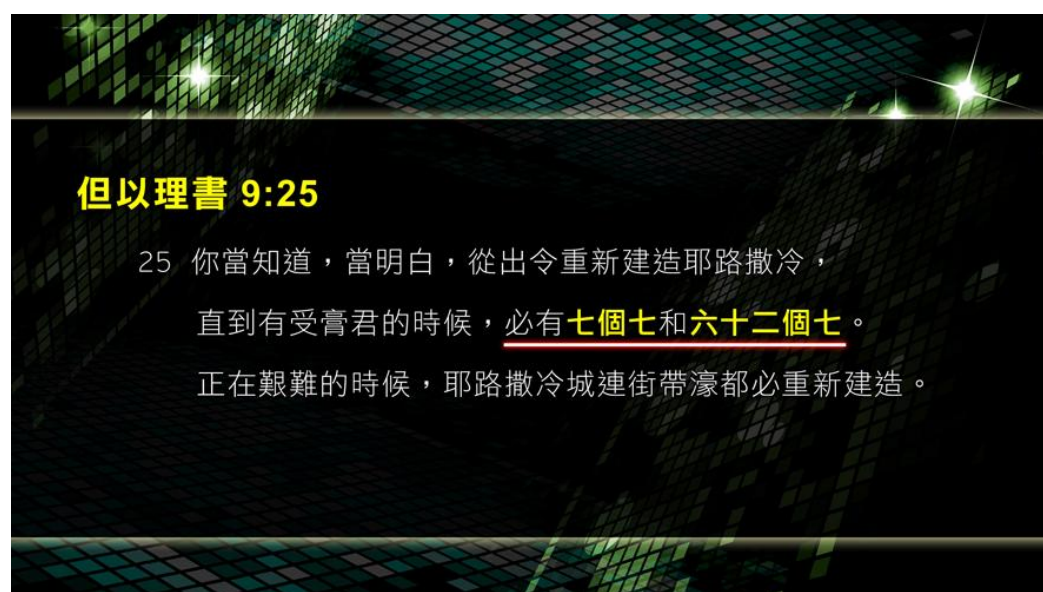 但以理書 9:25
25 你當知道，當明白，從出令重新建造耶路撒冷，
直到有受膏君的時候，必有七個七和六十二個七。
正在艱難的時候，耶路撒冷城連街帶濠都必重新建造。